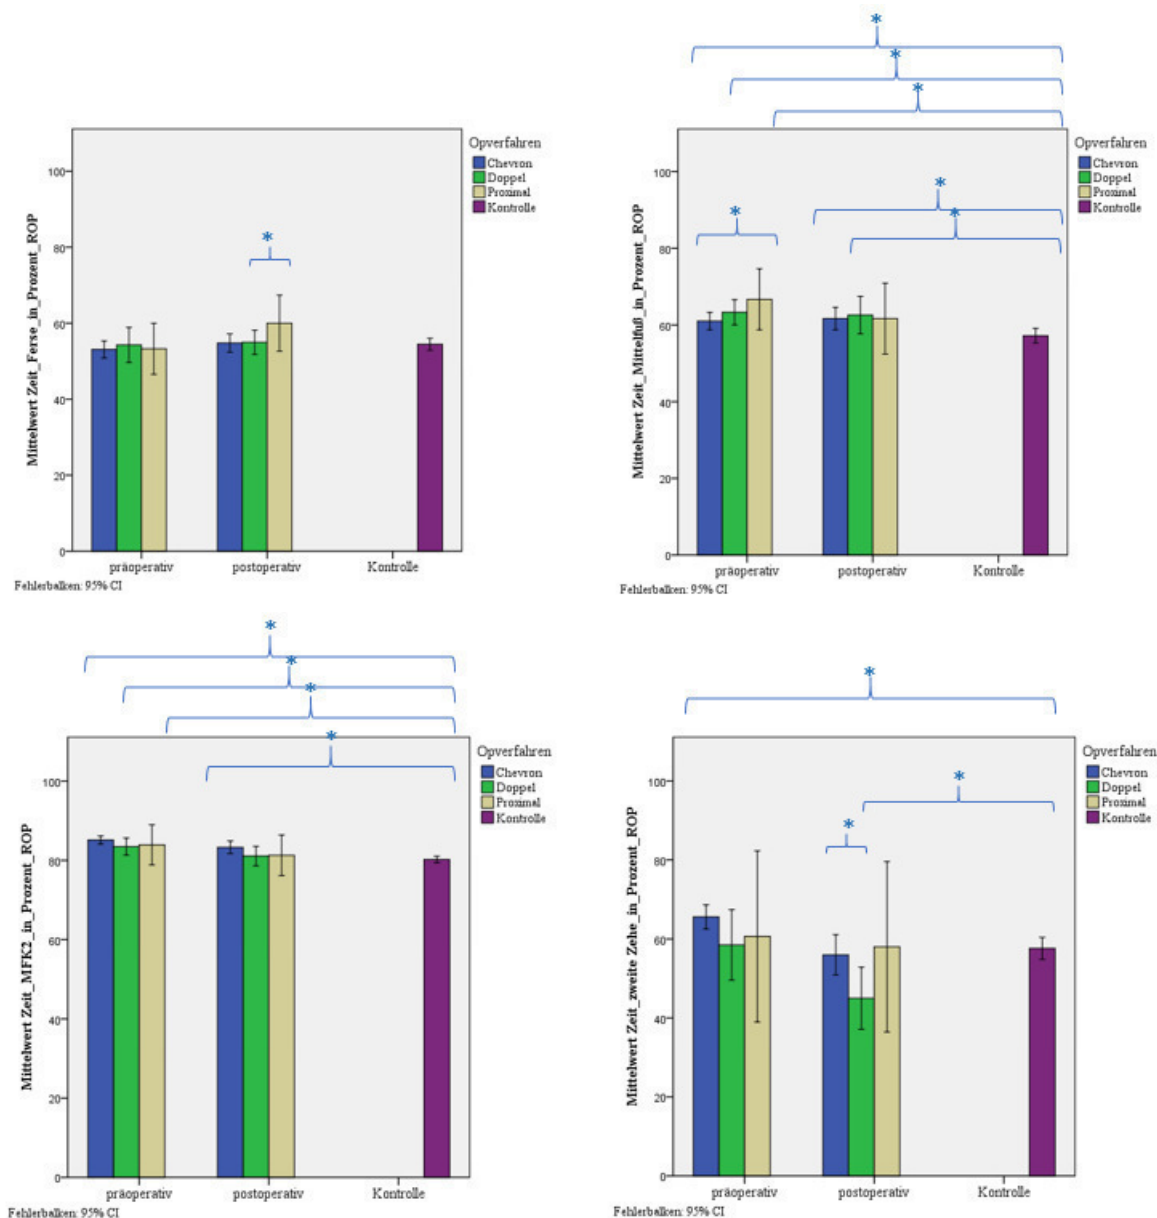 *
Mittelwert Zeit_Ferse_in_Prozent_ROP
100
80
60
40
20
0
präoperativ postoperativ Kontrolle
Fehlerbalken: 95% CI
Opverfahren
Chevron
Doppel
Proximal
Kontrolle
*
*
*
*
*
*
Mittelwert Zeit_Mittelfuß_in_Prozent_ROP
100
80
60
40
20
0
präoperativ postoperativ Kontrolle
Fehlerbalken: 95% CI
Opverfahren
Chevron
Doppel
Proximal
Kontrolle
*
*
*
*
Mittelwert Zeit_MFK2_in_Prozent_ROP
100
80
60
40
20
0
präoperativ postoperativ Kontrolle
Fehlerbalken: 95% CI
Opverfahren
Chevron
Doppel
Proximal
Kontrolle
*
*
*
Mittelwert Zeit_zweite Zehe_in_Prozent_ROP
100
80
60
40
20
0
präoperativ postoperativ Kontrolle
Fehlerbalken: 95% CI
Opverfahren
Chevron
Doppel
Proximal
Kontrolle